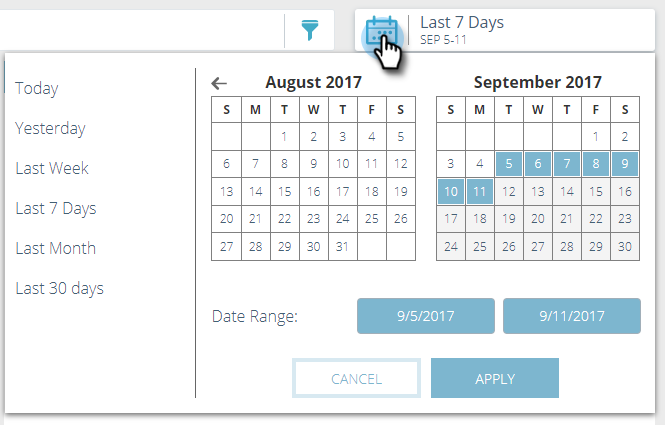 Last 7 Days
SEP 5-11
Today
Yesterday
Last Week
Last 7 Days
Last Month
Last 30 days
August 2017
S M T W T F S
1 2 3 4 5
6 7 8 9 10 11 12
13 14 15 16 17 18 19
20 21 22 23 24 25 26
27 28 29 30 31
September 2017
S M T W T F S
1 2
3 4 5 6 7 8 9
10 11 12 13 14 15 16
17 18 19 20 21 22 23
24 25 26 27 28 29 30
Date Range:
9/5/2017
9/11/2017
CANCEL
APPLY